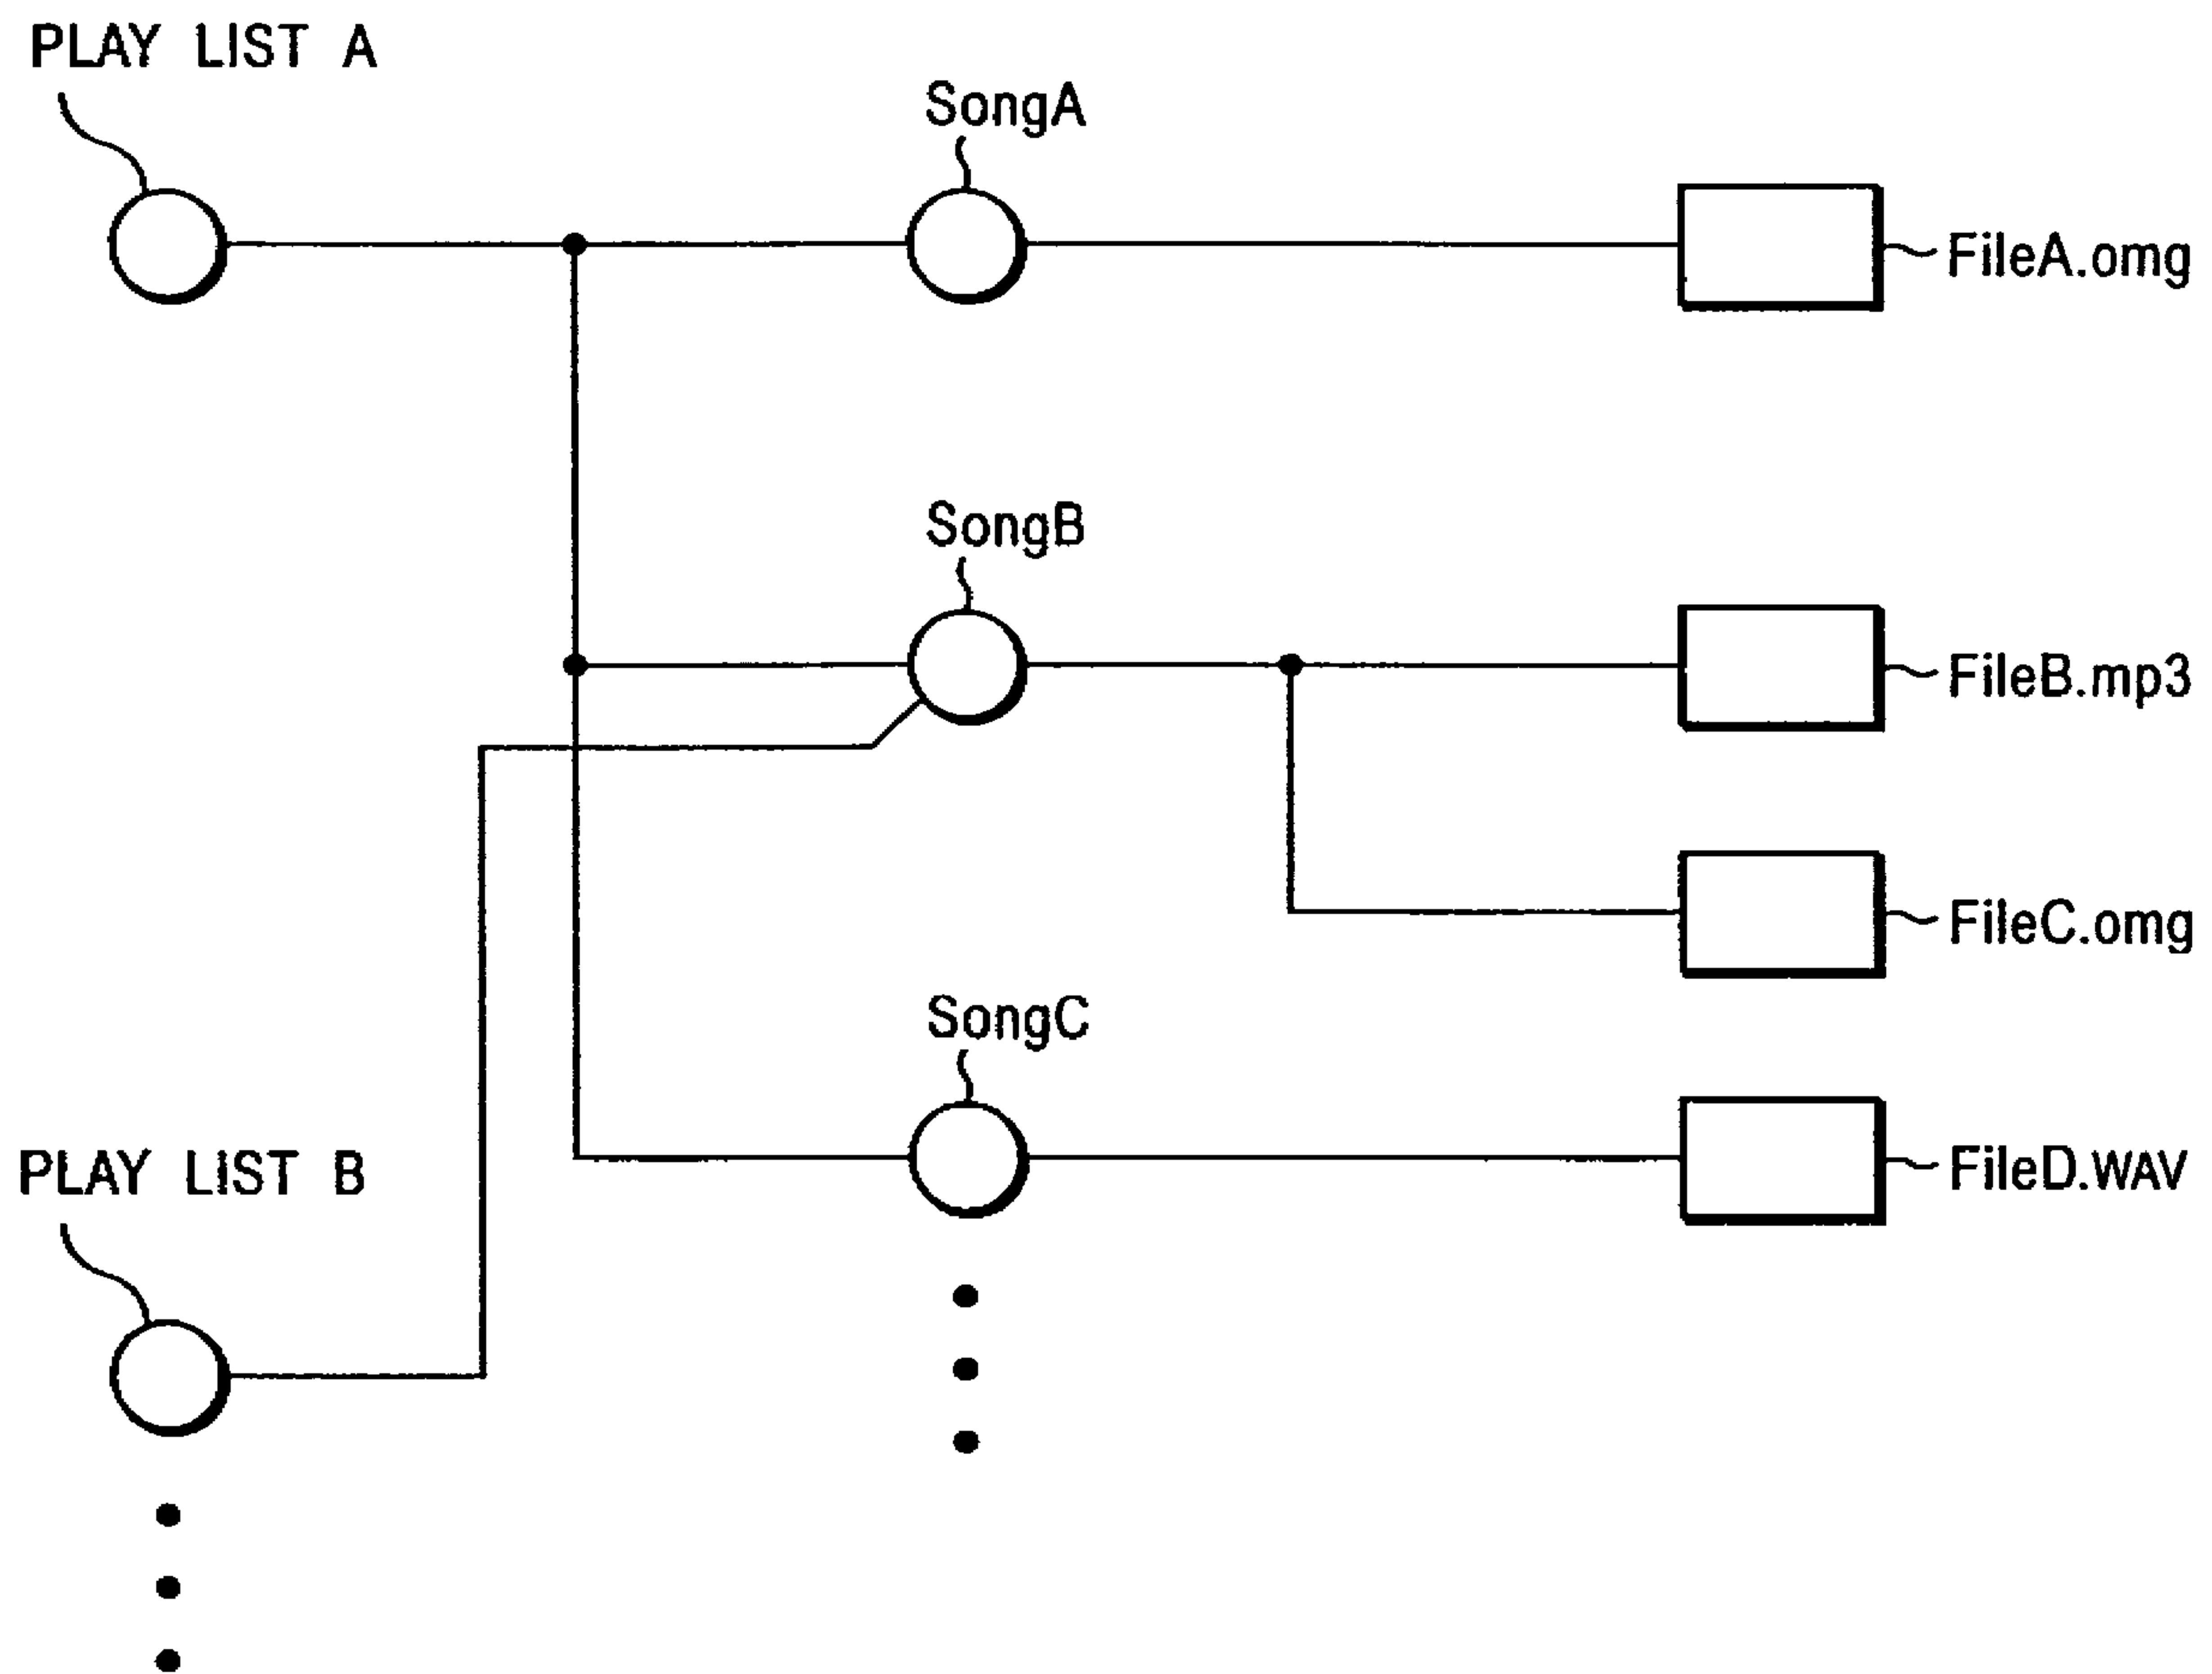 PLAY LIST A
SongA
FileA.omg
SongB
FileB.mp3
FileC.omg
SongC
PLAY LIST B
FileD.WAV